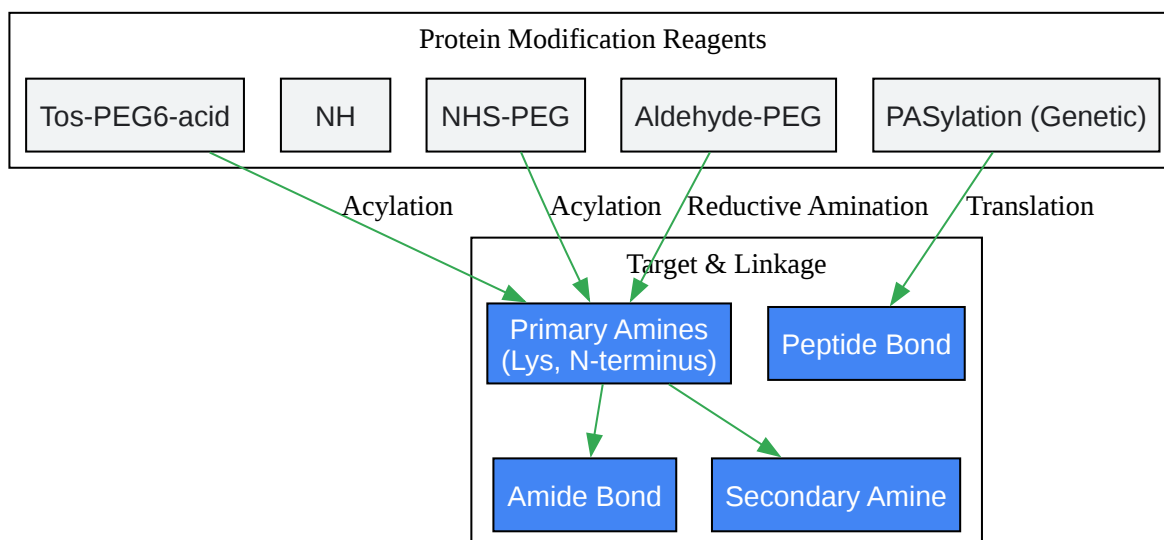 Protein Modification Reagents
Tos-PEG6-acid
NH
NHS-PEG
Aldehyde-PEG
PASylation (Genetic)
Acylation
Acylation
Reductive Amination
Translation
Target & Linkage
Primary Amines
(Lys, N-terminus)
Peptide Bond
Amide Bond
Secondary Amine